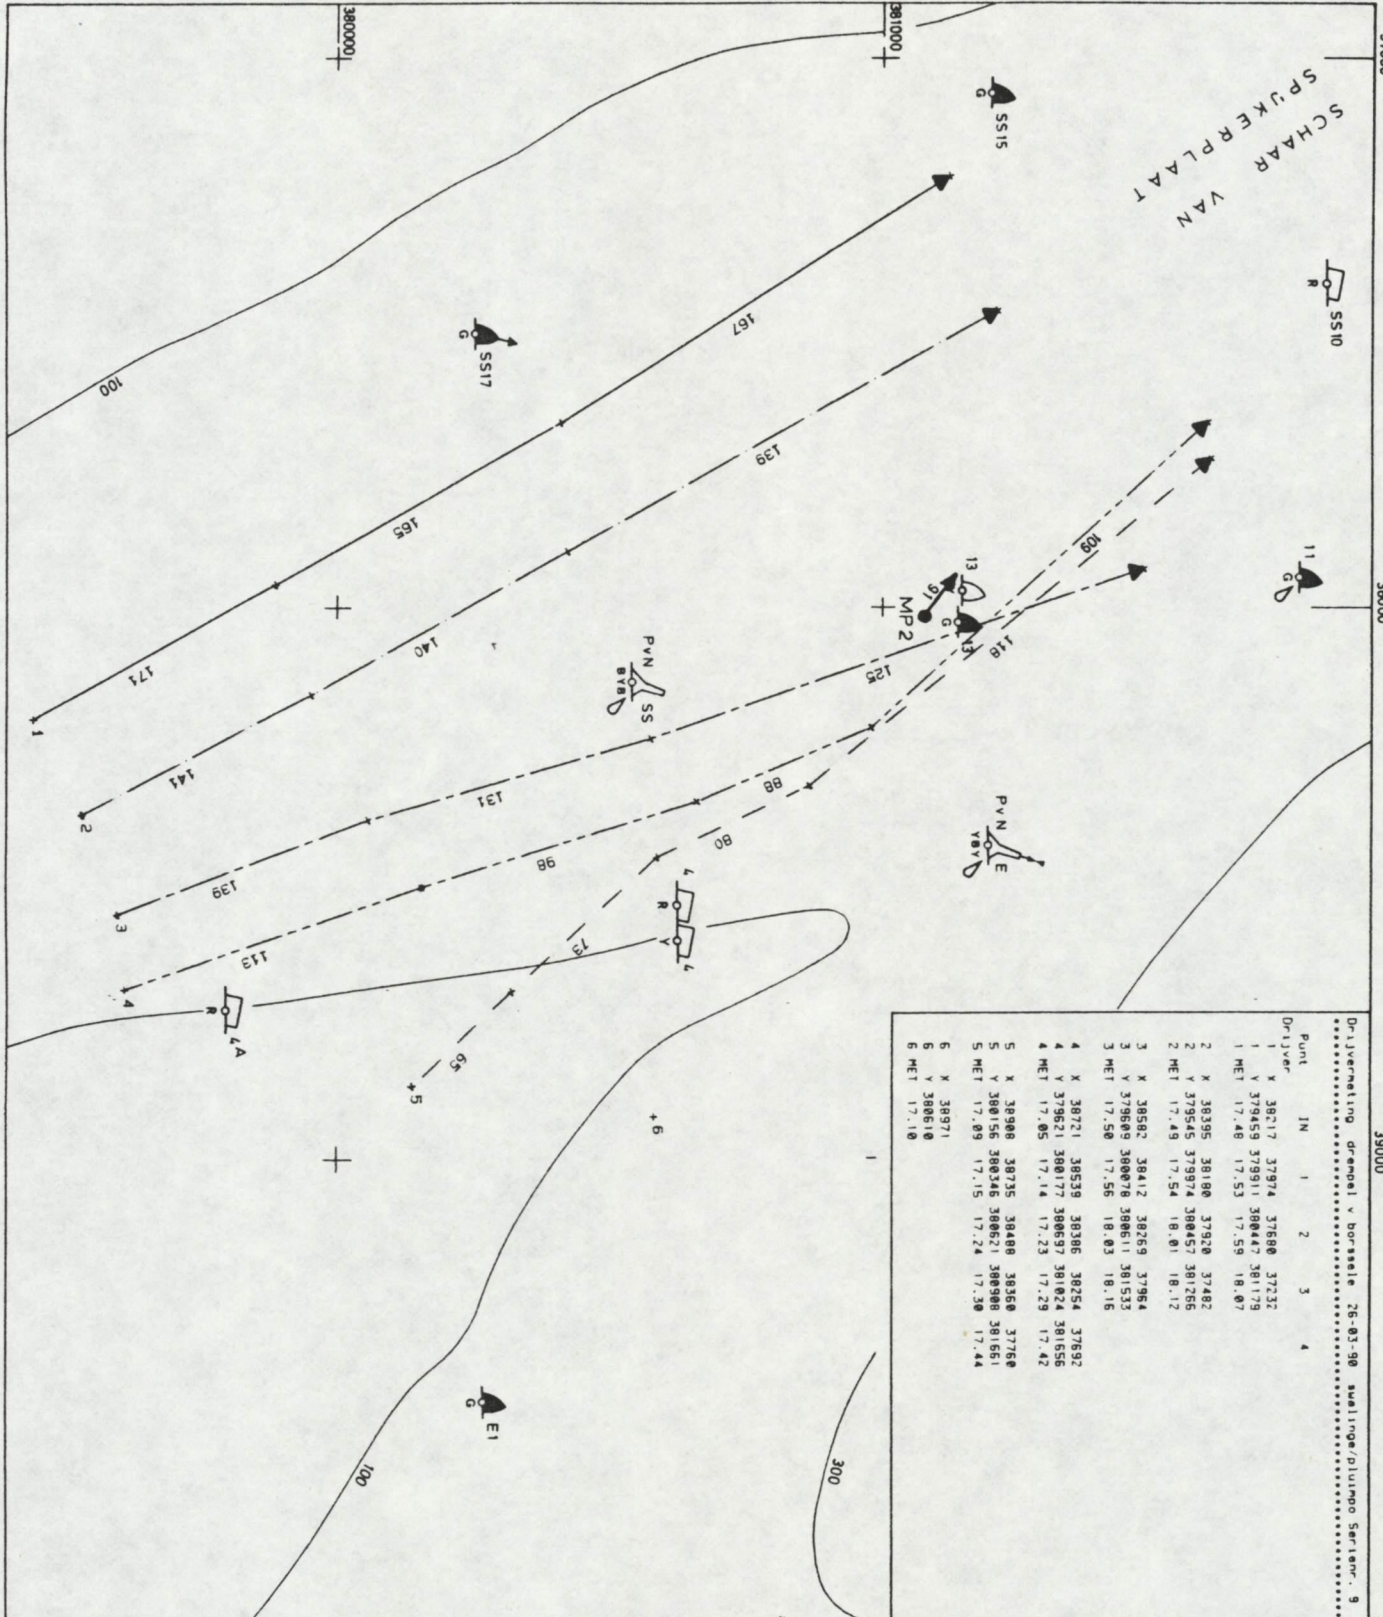 37000
38000
39000
380000
381000
SCHAAR VAN
SPIJKERPLAAT
SS10
R
11
G
SS15
G
SS17
G
13
13
G
MP2
91
PvN
SS
BYB
PvN
E
YBY
4
R
Y
4
4A
R
E1
G
100
100
300
171
165
167
141
140
139
139
131
125
113
98
88
109
65
73
80
118
1
2
3
4
+5
+6
Drijvermeting drempel v borssele 26-03-90 swalinge/pluimpo Serienr. 9
Punt IN 1 2 3 4
Drijver
1 X 38217 37974 37680 37232
1 Y 379459 379911 380447 381179
1 MET 17.48 17.53 17.59 18.07
2 X 38395 38180 37920 37482
2 Y 379545 379974 380457 381266
2 MET 17.49 17.54 18.01 18.12
3 X 38582 38412 38269 37964
3 Y 379609 380078 380611 381533
3 MET 17.50 17.56 18.03 18.16
4 X 38721 38539 38386 38254 37692
4 Y 379621 380177 380697 381024 381656
4 MET 17.05 17.14 17.23 17.29 17.42
5 X 38908 38735 38488 38360 37760
5 Y 380156 380346 380621 380908 381661
5 MET 17.09 17.15 17.24 17.30 17.44
6 X 38971
6 Y 380610
6 MET 17.10